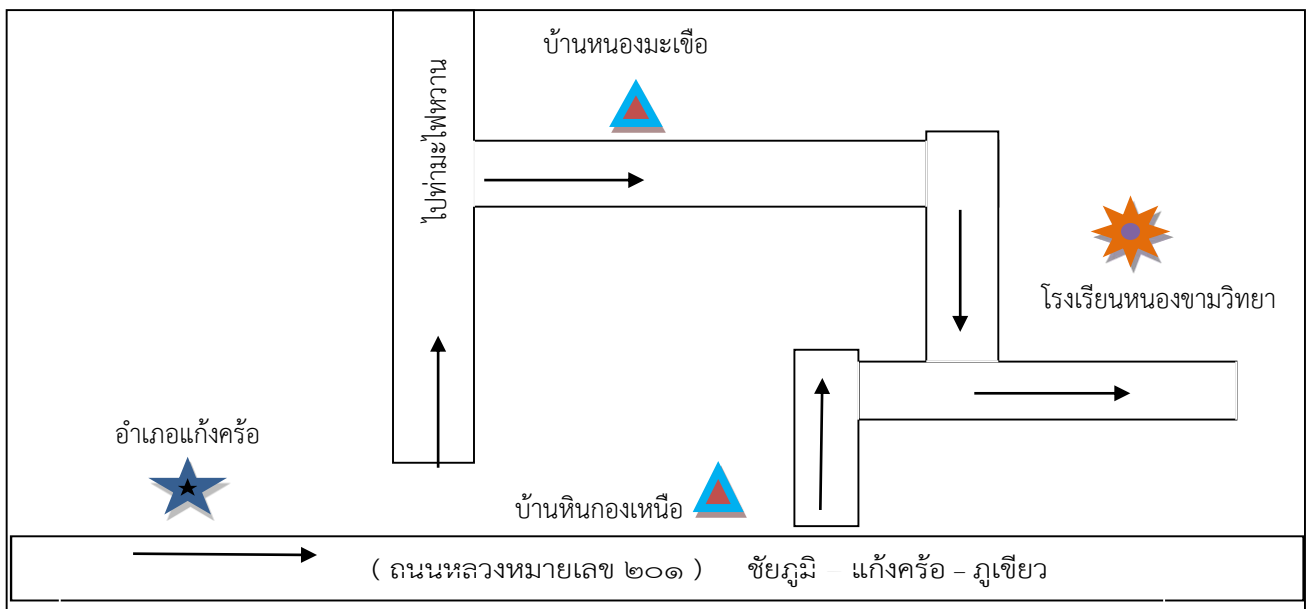 บ้านหนองมะเขือ
ไปท่ามะไฟหวาน
โรงเรียนหนองขามวิทยา
อำเภอแก้งคร้อ
บ้านหินกองเหนือ
( ถนนหลวงหมายเลข ๒๐๑ ) ชัยภูมิ – แก้งคร้อ – ภูเขียว